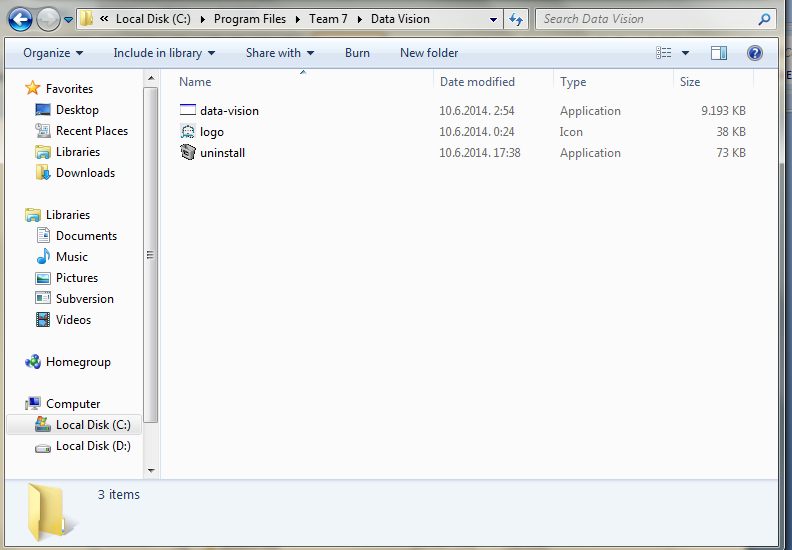 « Local Disk (C:) Program Files Team 7 Data Vision Search Data Vision
Organize Include in library Share with Burn New folder
Name Date modified Type Size
data-vision 10.6.2014. 2:54 Application 9.193 KB
logo 10.6.2014. 0:24 Icon 38 KB
uninstall 10.6.2014. 17:38 Application 73 KB
Favorites
Desktop
Recent Places
Libraries
Downloads
Libraries
Documents
Music
Pictures
Subversion
Videos
Homegroup
Computer
Local Disk (C:)
Local Disk (D:)
3 items